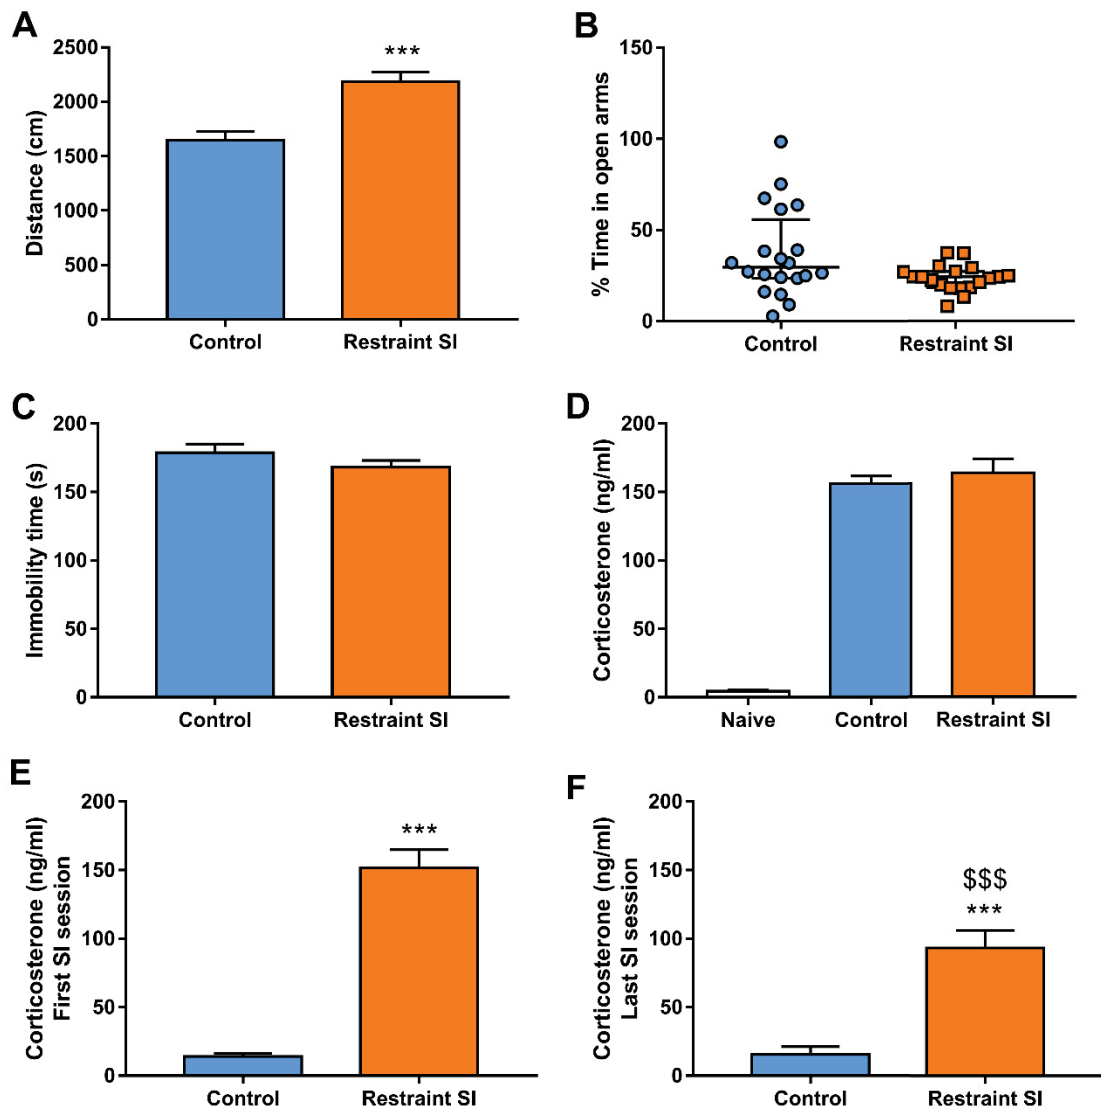 A
Distance (cm)
2500
2000
1500
1000
500
0
***
Control
Restraint SI
B
% Time in open arms
150
100
50
0
Control
Restraint SI
C
Immobility time (s)
200
150
100
50
0
Control
Restraint SI
D
Corticosterone (ng/ml)
200
150
100
50
0
Naive
Control
Restraint SI
E
Corticosterone (ng/ml)
First SI session
200
150
100
50
0
***
Control
Restraint SI
F
Corticosterone (ng/ml)
Last SI session
200
150
100
50
0
$$$
***
Control
Restraint SI